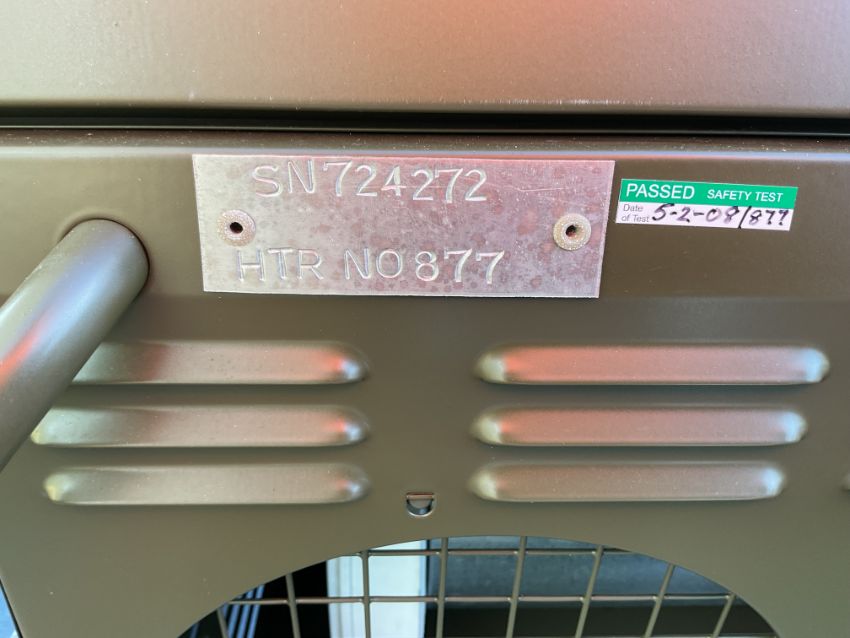 SN724272
HTR NO877
PASSED SAFETY TEST
Date
of Test 5-2-08/877